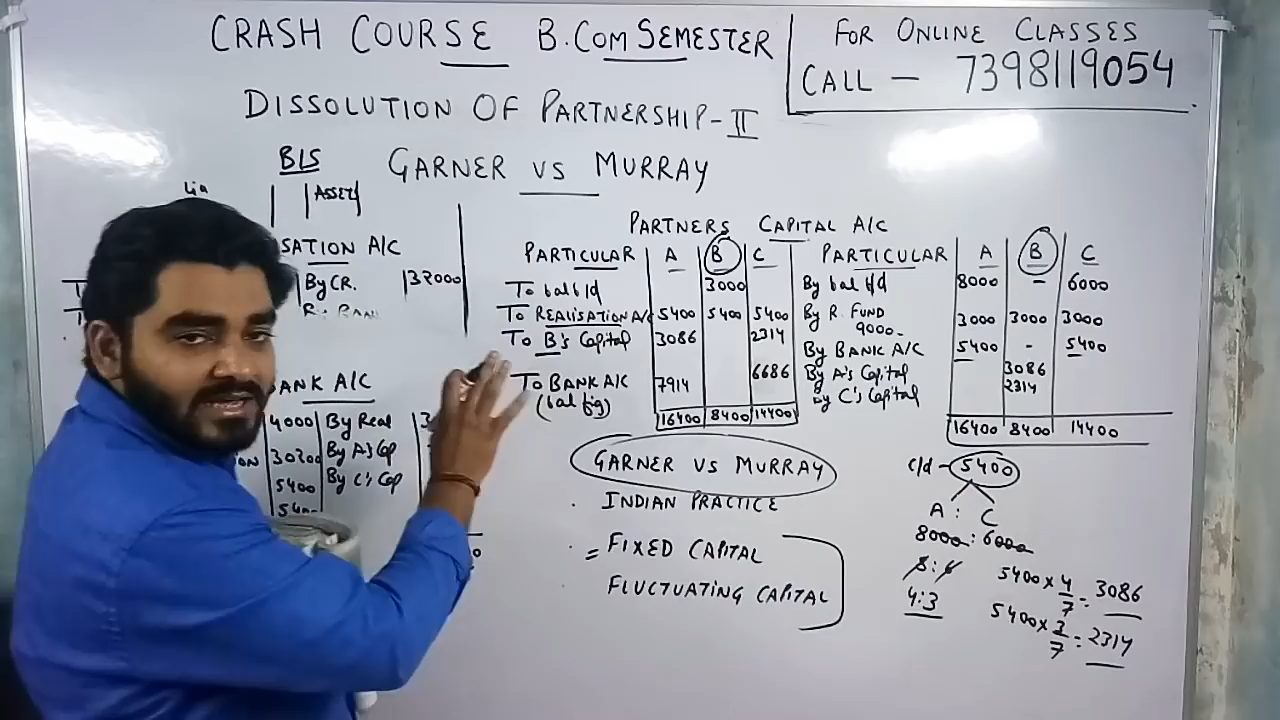 CRASH COURSE B.COM SEMESTER
FOR ONLINE CLASSES
CALL - 7398119054
DISSOLUTION OF PARTNERSHIP - II
GARNER VS MURRAY
B/S
Lia ASSET
SATION A/C
By CR. 32000
BANK A/C
4000 By Real
30200 By A's Cap
5400 By C's Cap
PARTNERS CAPITAL A/C
PARTICULAR A B C PARTICULAR A B C
To bal b/d 3000 By bal b/d 8000 - 6000
To REALISATION A/c 5400 5400 5400 By R. FUND 9000- 3000 3000 3000
To B's Capital 3086 2314 By BANK A/C 5400 - 5400
To BANK A/C (bal fig) 7914 6686 By A's Capital 3086
By C's Capital 2314
16400 8400 14400 16400 8400 14400
GARNER VS MURRAY
. INDIAN PRACTICE
. = FIXED CAPITAL
FLUCTUATING CAPITAL
c/d - 5400
A : C
8000 : 6000
8 : 6
4:3
5400 x 4/7 = 3086
5400 x 3/7 = 2314